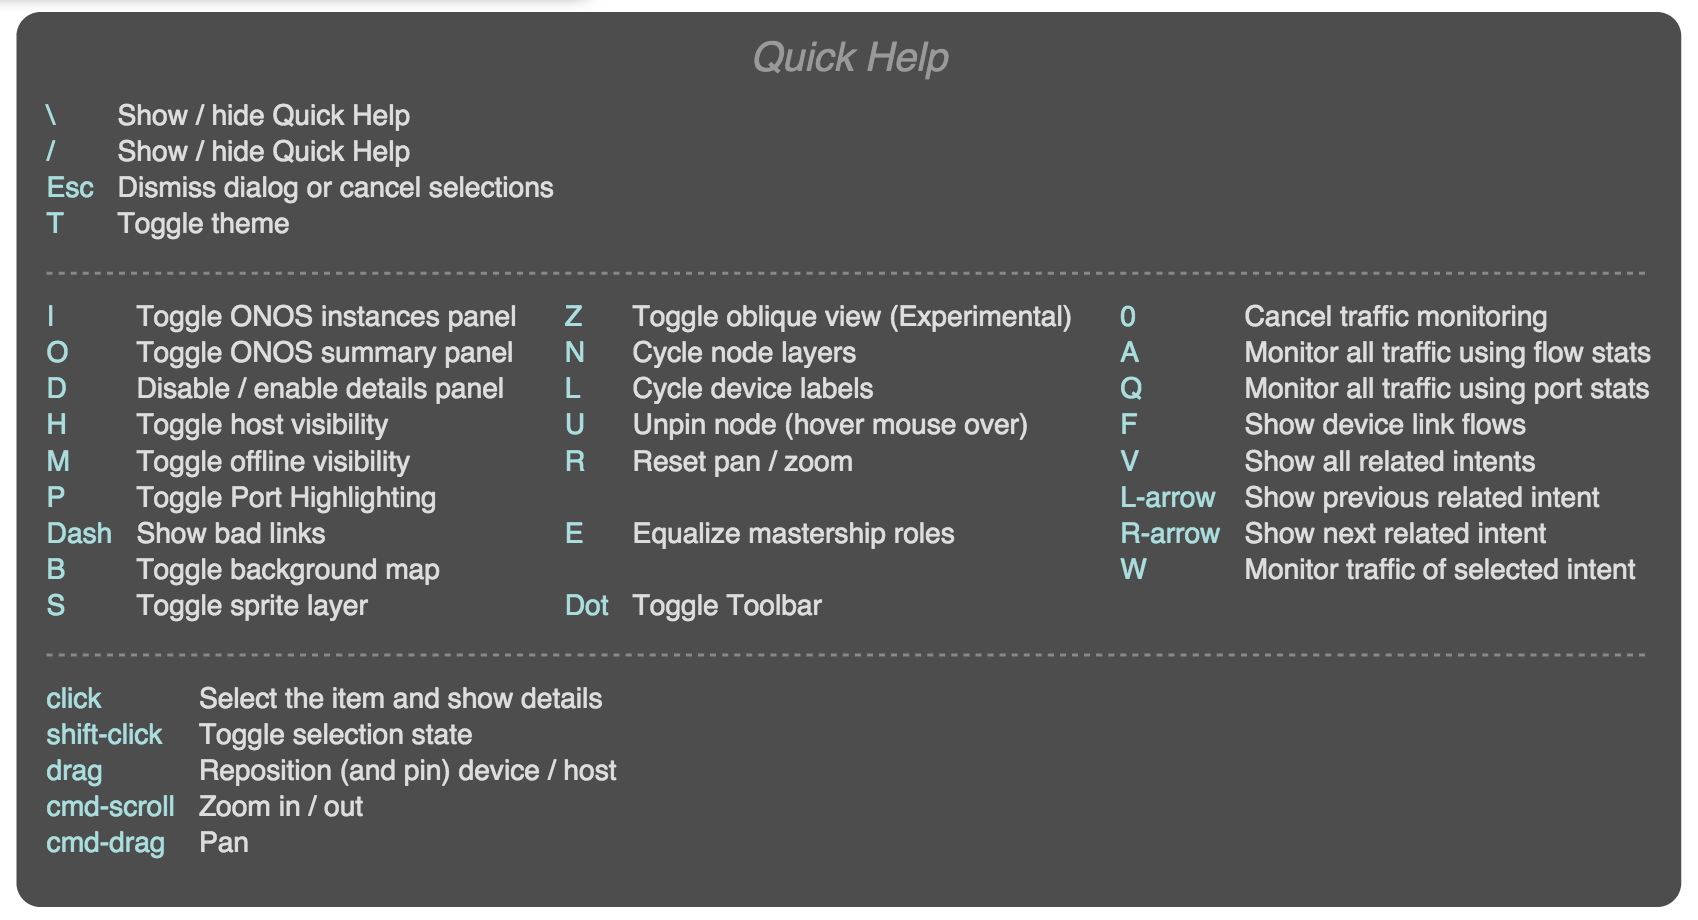 Quick Help
\ Show / hide Quick Help
/ Show / hide Quick Help
Esc Dismiss dialog or cancel selections
T Toggle theme
I Toggle ONOS instances panel Z Toggle oblique view (Experimental) 0 Cancel traffic monitoring
O Toggle ONOS summary panel N Cycle node layers A Monitor all traffic using flow stats
D Disable / enable details panel L Cycle device labels Q Monitor all traffic using port stats
H Toggle host visibility U Unpin node (hover mouse over) F Show device link flows
M Toggle offline visibility R Reset pan / zoom V Show all related intents
P Toggle Port Highlighting L-arrow Show previous related intent
Dash Show bad links E Equalize mastership roles R-arrow Show next related intent
B Toggle background map W Monitor traffic of selected intent
S Toggle sprite layer Dot Toggle Toolbar
click Select the item and show details
shift-click Toggle selection state
drag Reposition (and pin) device / host
cmd-scroll Zoom in / out
cmd-drag Pan